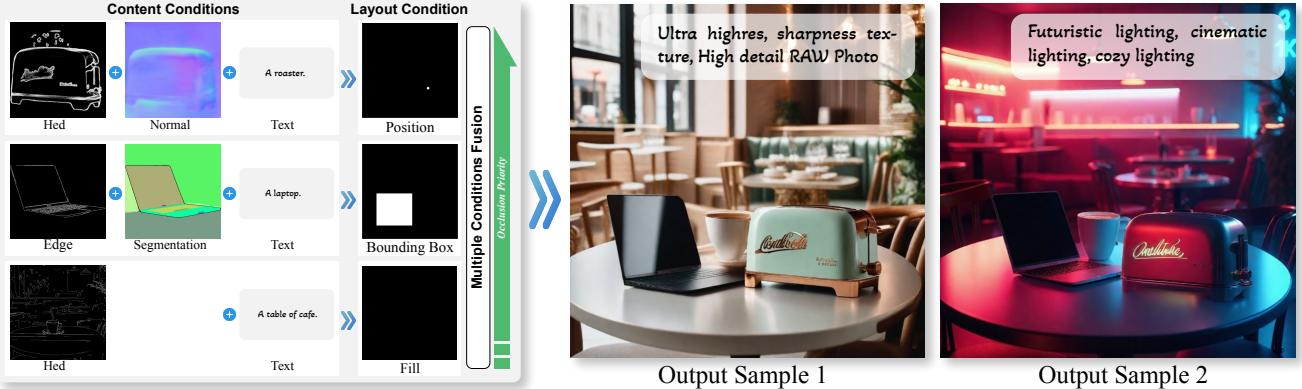 Content Conditions
Layout Condition
Hed
Normal
A roaster.
Text
Position
Edge
Segmentation
A laptop.
Text
Bounding Box
Hed
A table of cafe.
Text
Fill
Multiple Conditions Fusion
Occlusion Priority
Ultra highres, sharpness tex-
ture, High detail RAW Photo
Output Sample 1
Futuristic lighting, cinematic
lighting, cozy lighting
Output Sample 2